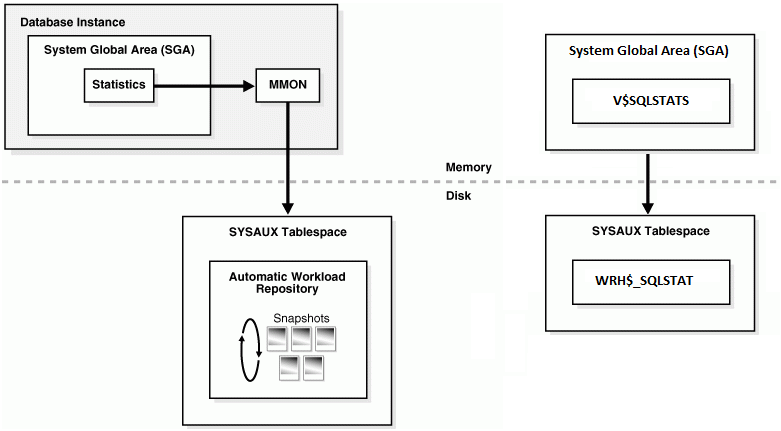 Database Instance
System Global Area (SGA)
Statistics
MMON
System Global Area (SGA)
V$SQLSTATS
Memory
Disk
SYSAUX Tablespace
Automatic Workload
Repository
Snapshots
SYSAUX Tablespace
WRH$_SQLSTAT